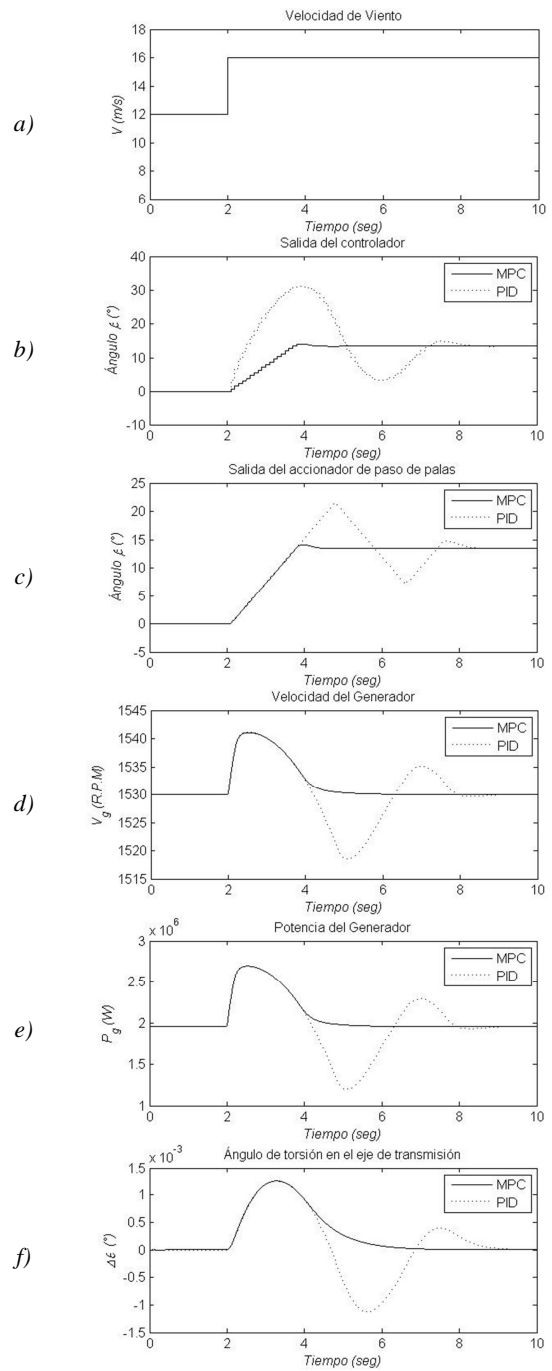 a)
Velocidad de Viento
V (m/s)
18
16
14
12
10
8
6
0 2 4 6 8 10
Tiempo (seg)
b)
Salida del controlador
Ángulo β (°)
40
30
20
10
0
-10
MPC
PID
0 2 4 6 8 10
Tiempo (seg)
c)
Salida del accionador de paso de palas
Ángulo β (°)
25
20
15
10
5
0
-5
MPC
PID
0 2 4 6 8 10
Tiempo (seg)
d)
Velocidad del Generador
V_g (R.P.M)
1545
1540
1535
1530
1525
1520
1515
MPC
PID
0 2 4 6 8 10
Tiempo (seg)
e)
x 10^6
Potencia del Generador
P_g (W)
3
2.5
2
1.5
1
MPC
PID
0 2 4 6 8 10
Tiempo (seg)
f)
x 10^-3
Ángulo de torsión en el eje de transmisión
Δθ (°)
1.5
1
0.5
0
-0.5
-1
-1.5
MPC
PID
0 2 4 6 8 10
Tiempo (seg)